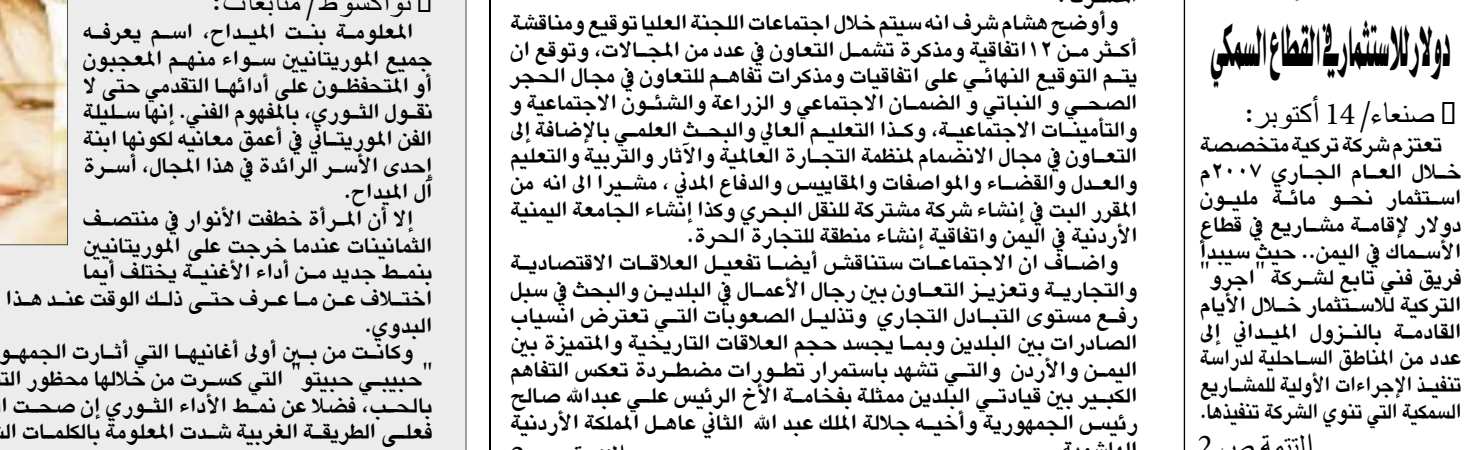 دولار للاستثمار في القطاع السمكي
صنعاء/ 14 أكتوبر:
تعتزم شركة تركية متخصصة
خلال العام الجاري ٢٠٠٧م
استثمار نحو مائة مليون
دولار لإقامة مشاريع في قطاع
الأسماك في اليمن.. حيث سيبدأ
فريق فني تابع لشركة "اجرو"
التركية للاستثمار خلال الأيام
القادمة بالنزول الميداني إلى
عدد من المناطق الساحلية لدراسة
تنفيذ الإجراءات الأولية للمشاريع
السمكية التي تنوي الشركة تنفيذها.
التتمة ص 2
وأوضح هشام شرف انه سيتم خلال اجتماعات اللجنة العليا توقيع ومناقشة
أكثر من ١٢ اتفاقية ومذكرة تشمل التعاون في عدد من المجالات، وتوقع ان
يتم التوقيع النهائي على اتفاقيات ومذكرات تفاهم للتعاون في مجال الحجر
الصحي و النباتي و الضمان الاجتماعي و الزراعة والشئون الاجتماعية و
والتأمينات الاجتماعية، وكذا التعليم العالي والبحث العلمي بالإضافة إلى
التعاون في مجال الانضمام لمنظمة التجارة العالمية والآثار والتربية والتعليم
والعدل والقضاء والمواصفات والمقاييس والدفاع المدني ، مشيرا الى انه من
المقرر البت في إنشاء شركة مشتركة للنقل البحري وكذا إنشاء الجامعة اليمنية
الأردنية في اليمن واتفاقية إنشاء منطقة للتجارة الحرة.
واضاف ان الاجتماعات ستناقش أيضا تفعيل العلاقات الاقتصادية
والتجارية وتعزيز التعاون بين رجال الأعمال في البلدين والبحث في سبل
رفع مستوى التبادل التجاري وتذليل الصعوبات التي تعترض انسياب
الصادرات بين البلدين وبما يجسد حجم العلاقات التاريخية والمتميزة بين
اليمن والأردن والتي تشهد باستمرار تطورات مضطردة تعكس التفاهم
الكبير بين قيادتي البلدين ممثلة بفخامة الأخ الرئيس علي عبدالله صالح
رئيس الجمهورية وأخيه جلالة الملك عبد الله الثاني عاهل المملكة الأردنية
الهاشمية
نواكشوط/ متابعات:
المعلومة بنت الميداح، اسم يعرفه
جميع الموريتانيين سواء منهم المعجبون
أو المتحفظون على أدائها التقدمي حتى لا
نقول الثوري، بالمفهوم الفني. إنها سليلة
الفن الموريتاني في أعمق معانيه لكونها ابنة
إحدى الأسر الرائدة في هذا المجال، أسرة
آل الميداح.
إلا أن المرأة خطفت الأنوار في منتصف
الثمانينات عندما خرجت على الموريتانيين
بنمط جديد من أداء الأغنية يختلف أيما
اختلاف عن ما عرف حتى ذلك الوقت عند هذا
البدوي.
وكانت من بين أولى أغانيها التي أثارت
"حبيبي حبيتو" التي كسرت من خلالها محظور
بالحب، فضلا عن نمط الأداء الثوري إن صحت
فعلى الطريقة الغربية شدت المعلومة بالكلمات